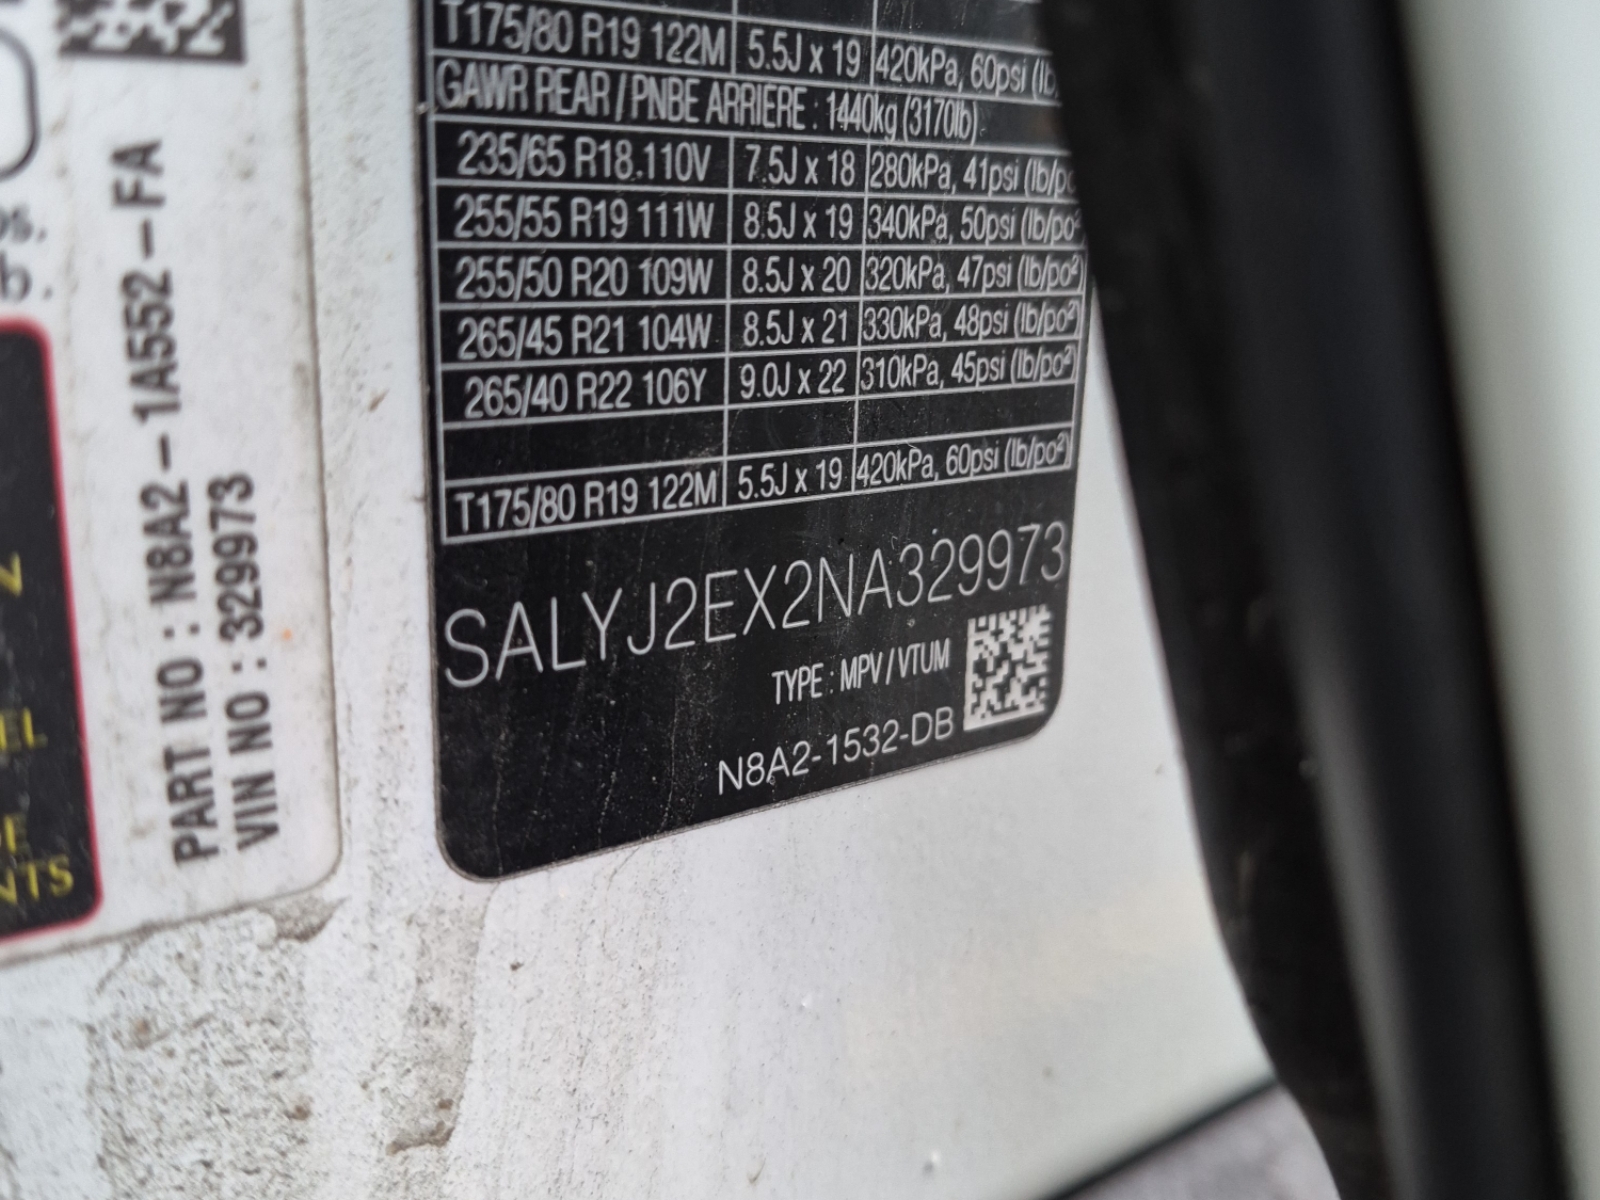 T175/80 R19 122M 5.5J x 19 420kPa, 60psi (lb
GAWR REAR / PNBE ARRIERE : 1440kg (3170lb)
235/65 R18 110V 7.5J x 18 280kPa, 41psi (lb/po
255/55 R19 111W 8.5J x 19 340kPa, 50psi (lb/po²
255/50 R20 109W 8.5J x 20 320kPa, 47psi (lb/po²)
265/45 R21 104W 8.5J x 21 330kPa, 48psi (lb/po²)
265/40 R22 106Y 9.0J x 22 310kPa, 45psi (lb/po²)
T175/80 R19 122M 5.5J x 19 420kPa, 60psi (lb/po²)
SALYJ2EX2NA329973
TYPE : MPV / VTUM
N8A2-1532-DB
PART NO : N8A2-1A552-FA
VIIN NO : 329973
EL
E
NTS